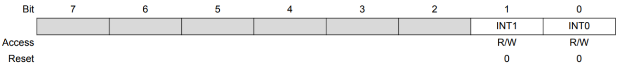 Bit 7 6 5 4 3 2 1 0
INT1 INT0
Access R/W R/W
Reset 0 0